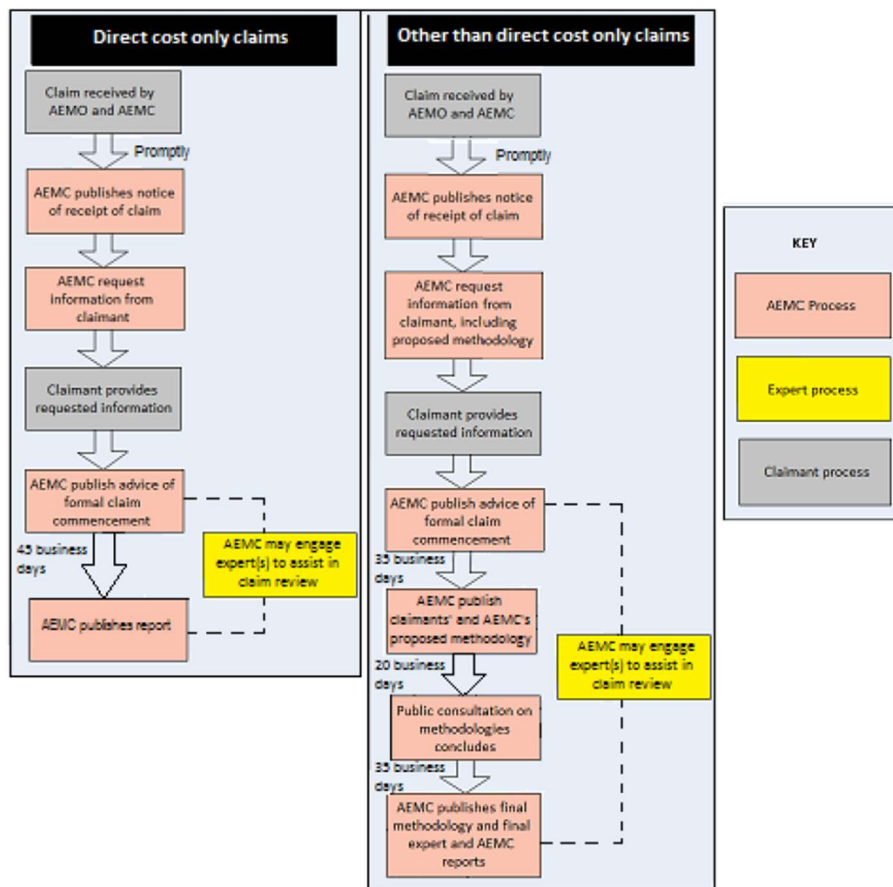 Direct cost only claims
Claim received by
AEMO and AEMC
Promptly
AEMC publishes notice
of receipt of claim
AEMC request
information from
claimant
Claimant provides
requested information
AEMC publish advice of
formal claim
commencement
45 business
days
AEMC may engage
expert(s) to assist in
claim review
AEMC publishes report
Other than direct cost only claims
Claim received by
AEMO and AEMC
Promptly
AEMC publishes notice
of receipt of claim
AEMC request
information from
claimant, including
proposed methodology
Claimant provides
requested information
AEMC publish advice of
formal claim
commencement
35 business
days
AEMC publish
claimants' and AEMC's
proposed methodology
AEMC may engage
expert(s) to assist in
claim review
20 business
days
Public consultation on
methodologies
concludes
35 business
days
AEMC publishes final
methodology and final
expert and AEMC
reports
KEY
AEMC Process
Expert process
Claimant process